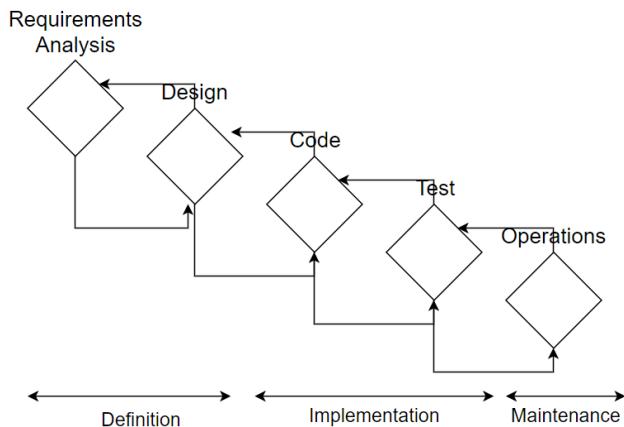 Requirements
Analysis
Design
Code
Test
Operations
Definition
Implementation
Maintenance